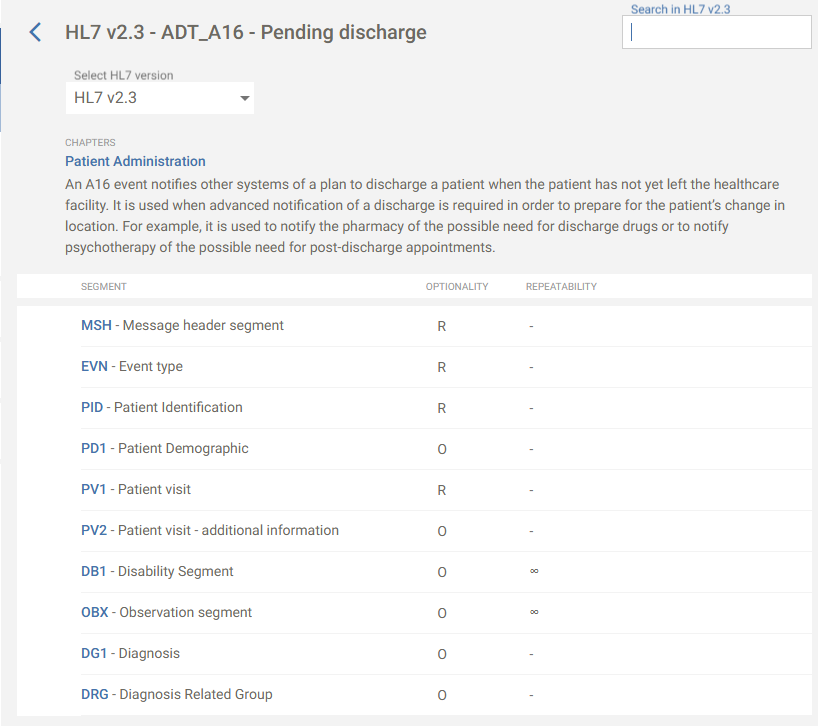 Search in HL7 v2.3
HL7 v2.3 - ADT_A16 - Pending discharge
Select HL7 version
HL7 v2.3
CHAPTERS
Patient Administration
An A16 event notifies other systems of a plan to discharge a patient when the patient has not yet left the healthcare
facility. It is used when advanced notification of a discharge is required in order to prepare for the patient’s change in
location. For example, it is used to notify the pharmacy of the possible need for discharge drugs or to notify
psychotherapy of the possible need for post-discharge appointments.
SEGMENT OPTIONALITY REPEATABILITY
MSH - Message header segment R -
EVN - Event type R -
PID - Patient Identification R -
PD1 - Patient Demographic O -
PV1 - Patient visit R -
PV2 - Patient visit - additional information O -
DB1 - Disability Segment O ∞
OBX - Observation segment O ∞
DG1 - Diagnosis O -
DRG - Diagnosis Related Group O -